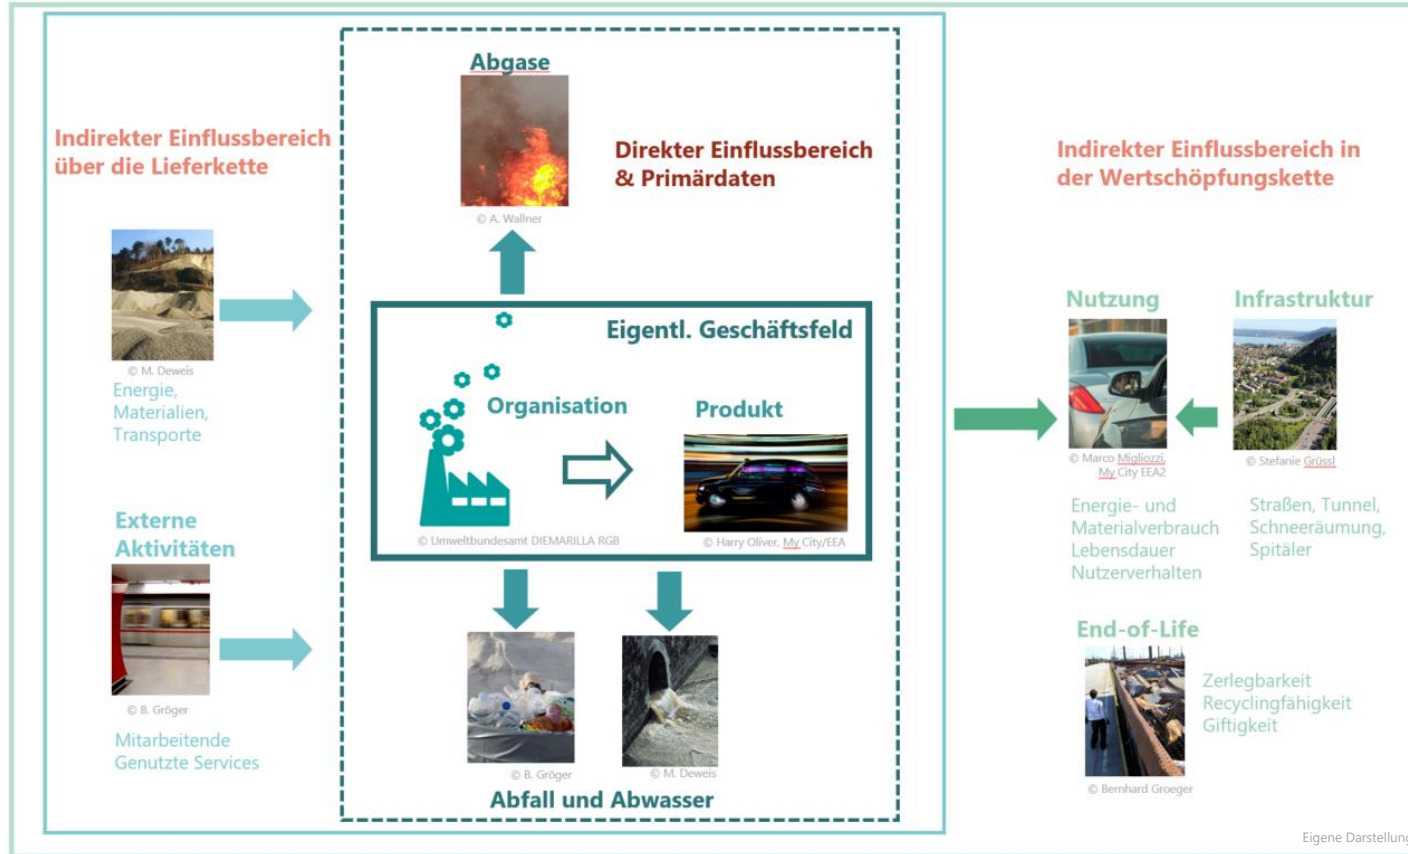 Abgase
© A. Wallner
Indirekter Einflussbereich
über die Lieferkette
Direkter Einflussbereich
& Primärdaten
Indirekter Einflussbereich in
der Wertschöpfungskette
© M. Deweis
Energie,
Materialien,
Transporte
Externe
Aktivitäten
© B. Gröger
Mitarbeitende
Genutzte Services
Eigentl. Geschäftsfeld
Organisation
Produkt
© Umweltbundesamt DIEMARILLA RGB
© Harry Oliver, My City/EEA
© B. Gröger
© M. Deweis
Abfall und Abwasser
Nutzung
© Marco Migliozzi,
My City EEA2
Energie- und
Materialverbrauch
Lebensdauer
Nutzerverhalten
Infrastruktur
© Stefanie Grüssl
Straßen, Tunnel,
Schneeräumung,
Spitäler
End-of-Life
Zerlegbarkeit
Recyclingfähigkeit
Giftigkeit
© Bernhard Groeger
Eigene Darstellung